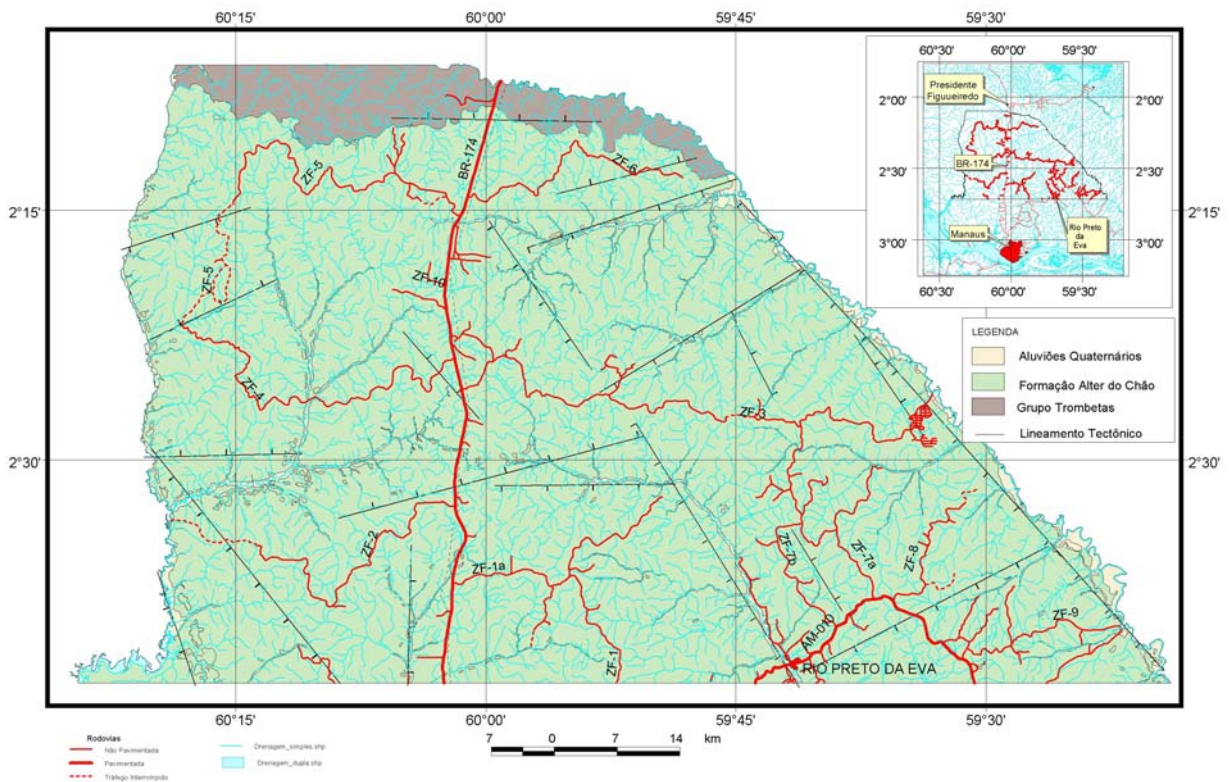 60°15' 60°00' 59°45' 59°30'
60°30' 60°00' 59°30'
Presidente
Figuueiredo
2°00'
2°00'
BR-174
2°30'
2°30'
Rio Preto
da
Eva
Manaus
3°00'
3°00'
60°30' 60°00' 59°30'
ZF-5
BR-174
ZF-6
2°15'
2°15'
ZF-5
ZF-10
LEGENDA
Aluviões Quaternários
Formação Alter do Chão
Grupo Trombetas
Lineamento Tectônico
ZF-4
ZF-3
2°30'
2°30'
ZF-2
ZF-1a
ZF-7b
ZF-7a
ZF-8
ZF-9
ZF-1
AM-010
RIO PRETO DA EVA
60°15' 60°00' 59°45' 59°30'
Rodovias
Não Pavimentada
Pavimentada
Tráfego Interrompido
Drenagem_simples.shp
Drenagem_dupla.shp
7 0 7 14 km